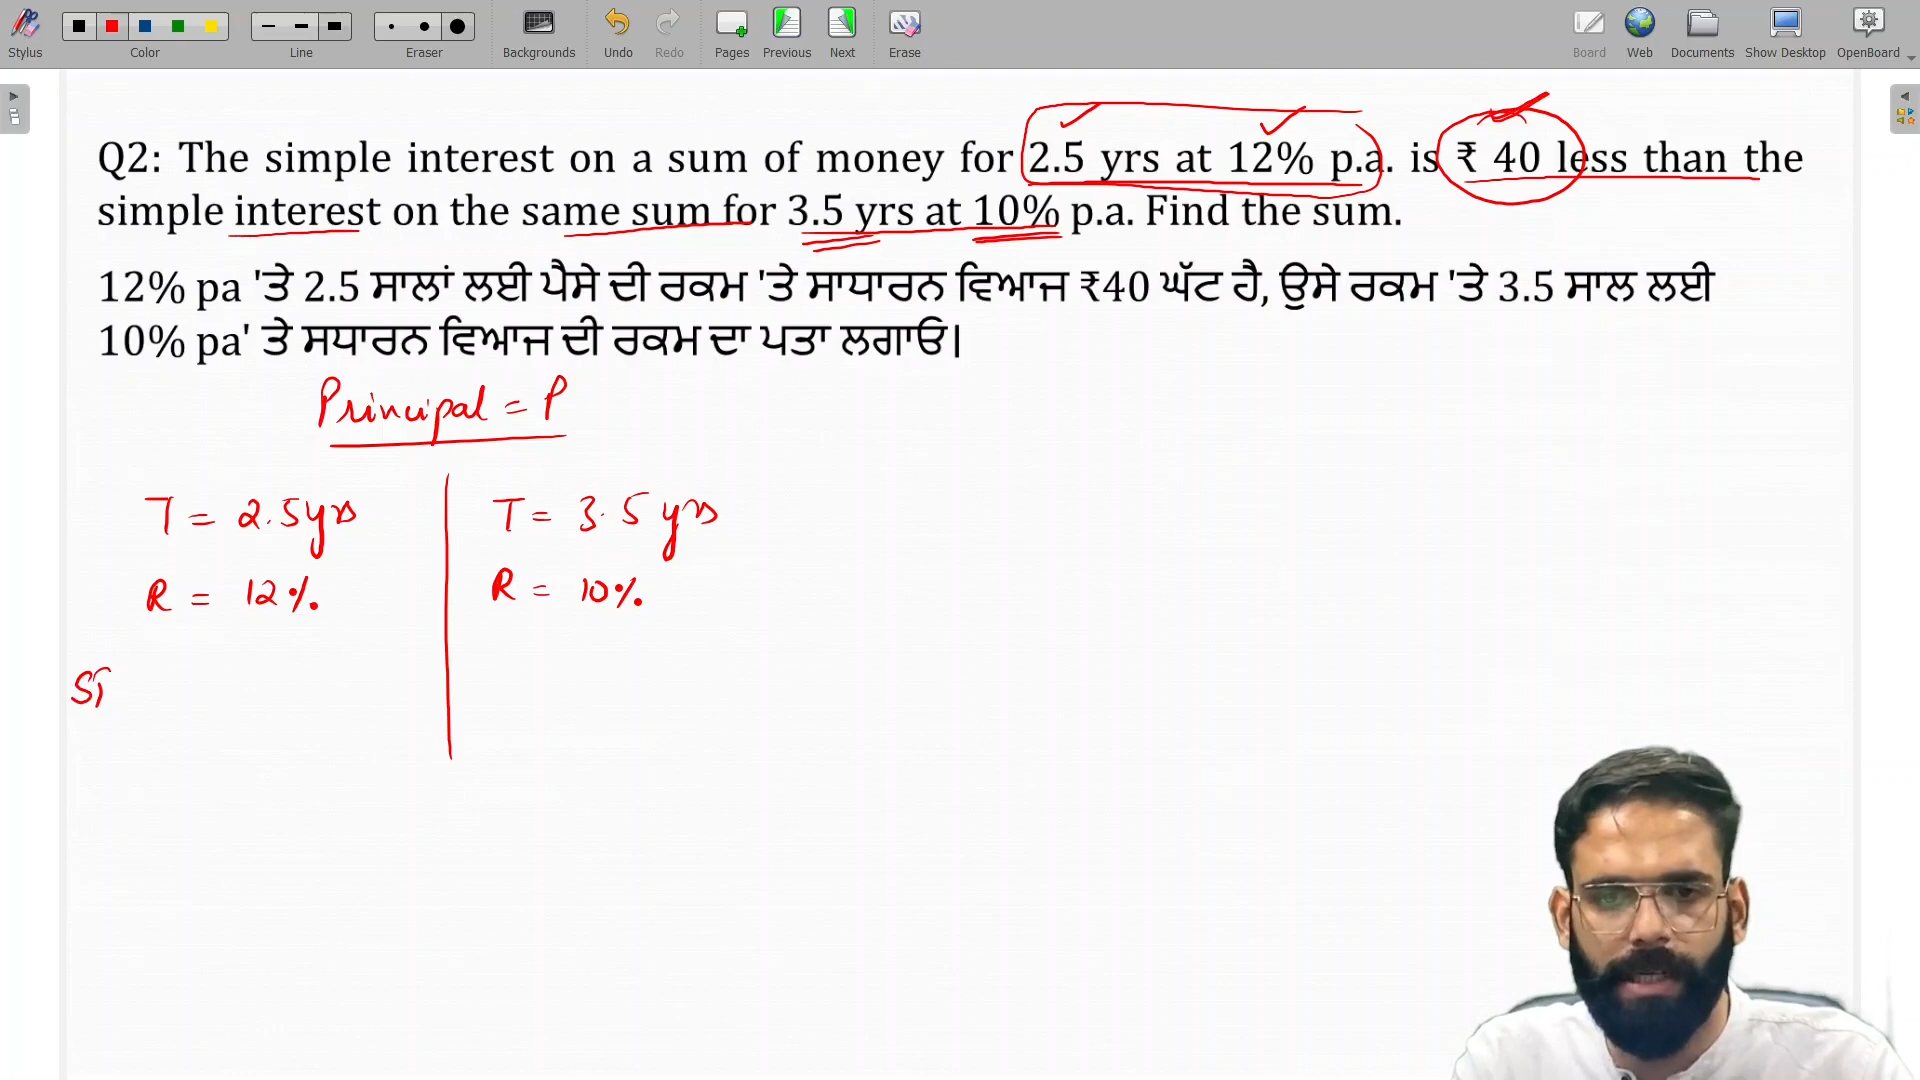 Stylus Color Line Eraser Backgrounds Undo Redo Pages Previous Next Erase Board Web Documents Show Desktop OpenBoard
Q2: The simple interest on a sum of money for 2.5 yrs at 12% p.a. is ₹ 40 less than the
simple interest on the same sum for 3.5 yrs at 10% p.a. Find the sum.
12% pa 'ਤੇ 2.5 ਸਾਲਾਂ ਲਈ ਪੈਸੇ ਦੀ ਰਕਮ 'ਤੇ ਸਾਧਾਰਨ ਵਿਆਜ ₹40 ਘੱਟ ਹੈ, ਉਸੇ ਰਕਮ 'ਤੇ 3.5 ਸਾਲ ਲਈ
10% pa' ਤੇ ਸਧਾਰਨ ਵਿਆਜ ਦੀ ਰਕਮ ਦਾ ਪਤਾ ਲਗਾਓ।
Principal = P
T = 2.5 yrs
R = 12%
SI
T = 3.5 yrs
R = 10%